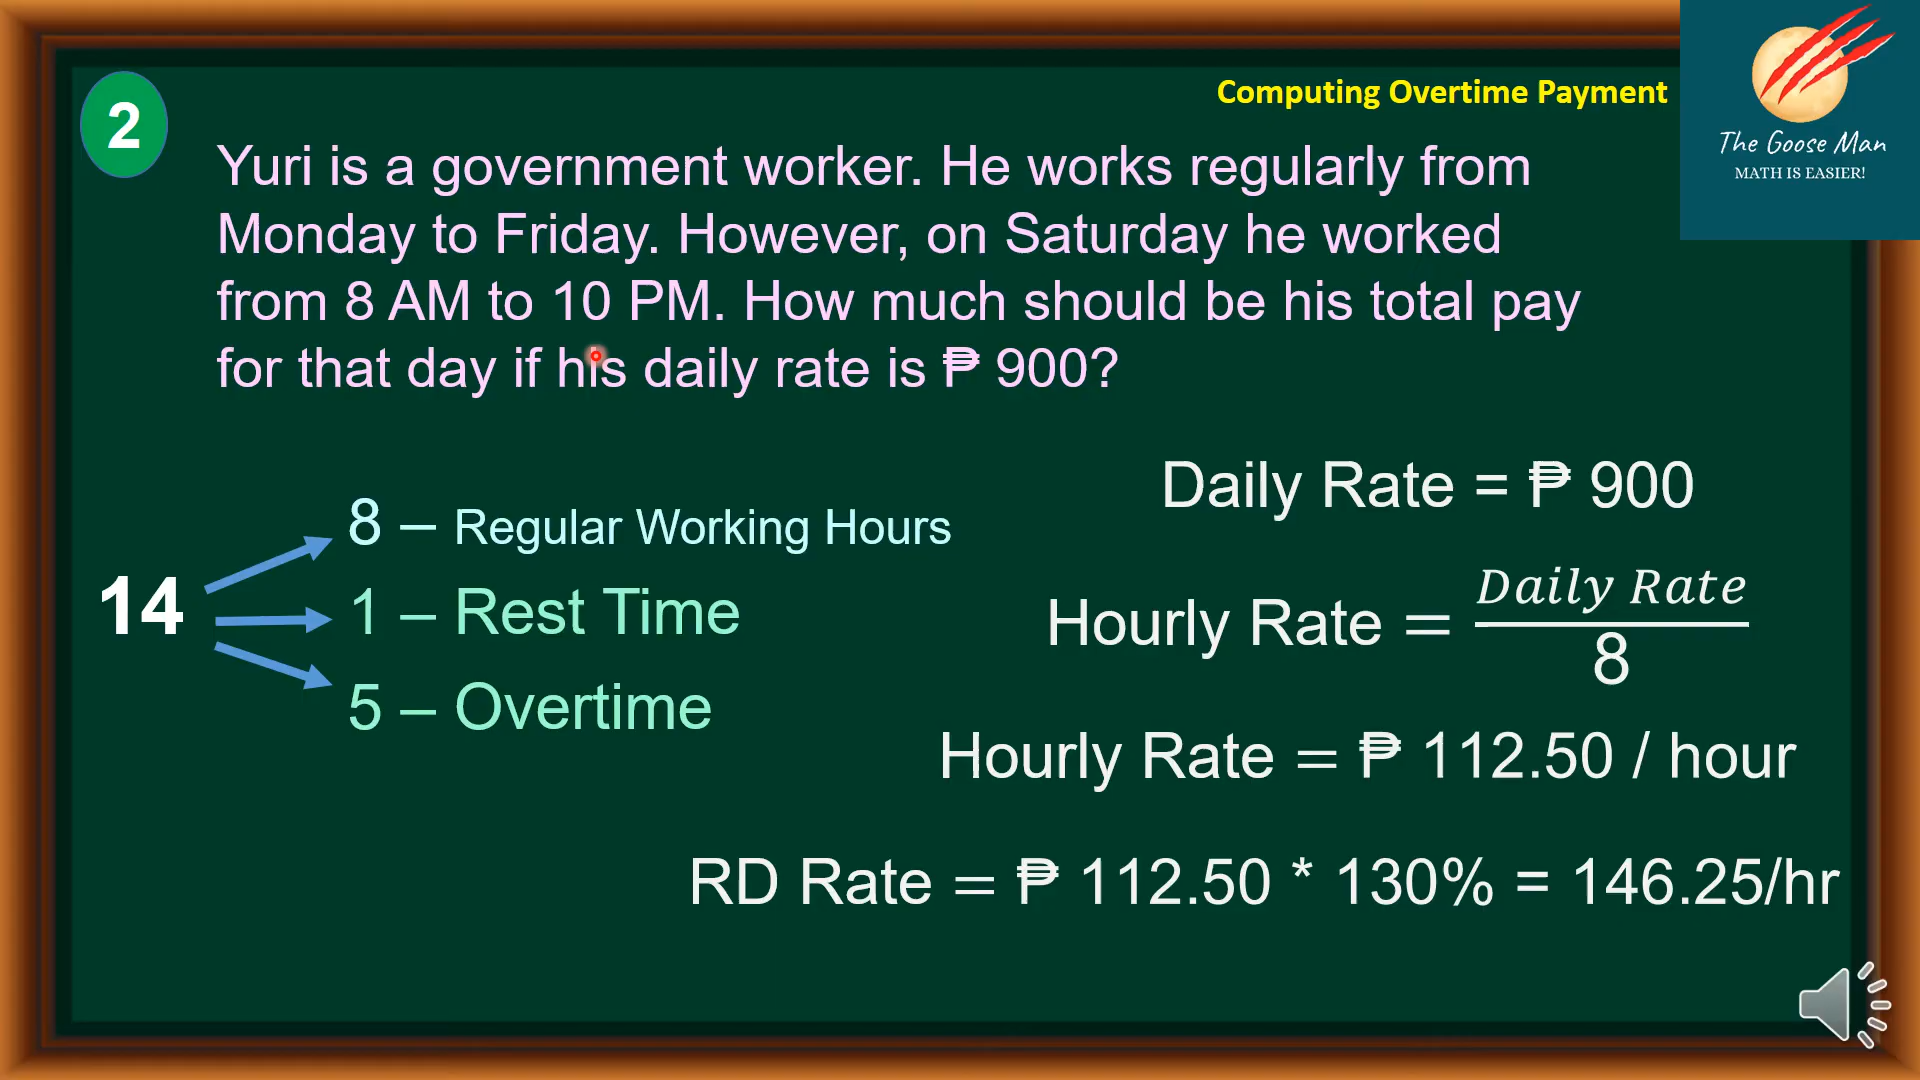 2
Computing Overtime Payment
The Goose Man
MATH IS EASIER!
Yuri is a government worker. He works regularly from
Monday to Friday. However, on Saturday he worked
from 8 AM to 10 PM. How much should be his total pay
for that day if his daily rate is ₱ 900?
14
8 – Regular Working Hours
1 – Rest Time
5 – Overtime
Daily Rate = ₱ 900
Hourly Rate = Daily Rate / 8
Hourly Rate = ₱ 112.50 / hour
RD Rate = ₱ 112.50 * 130% = 146.25/hr